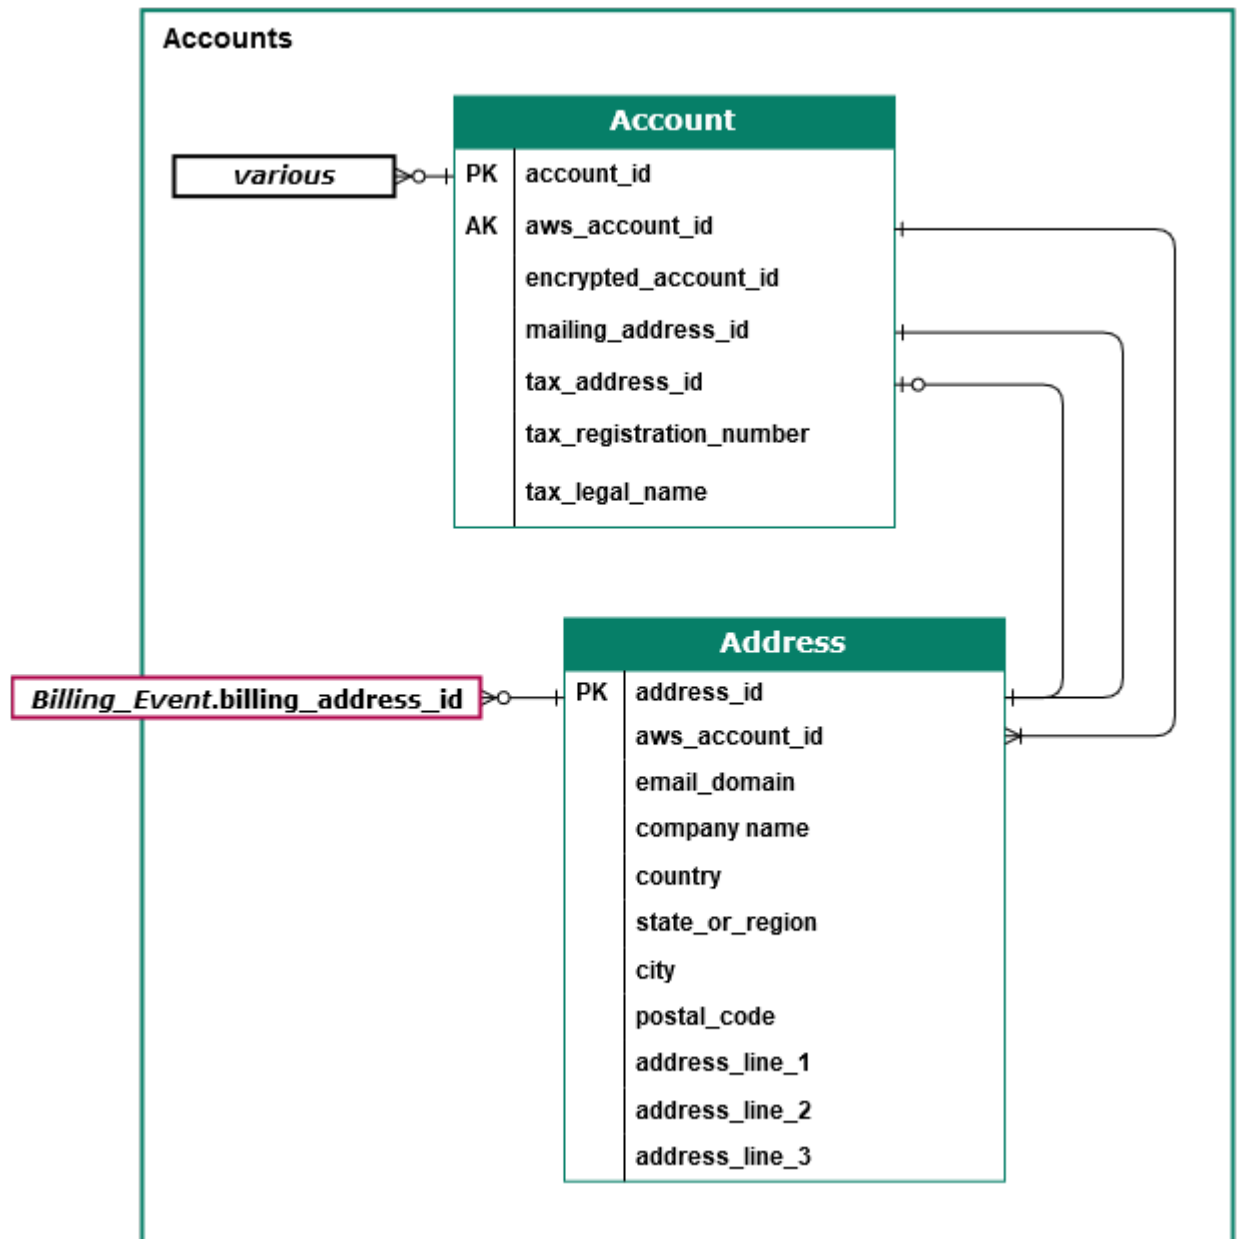 Accounts
Account
various
PK account_id
AK aws_account_id
encrypted_account_id
mailing_address_id
tax_address_id
tax_registration_number
tax_legal_name
Address
Billing_Event.billing_address_id
PK address_id
aws_account_id
email_domain
company name
country
state_or_region
city
postal_code
address_line_1
address_line_2
address_line_3